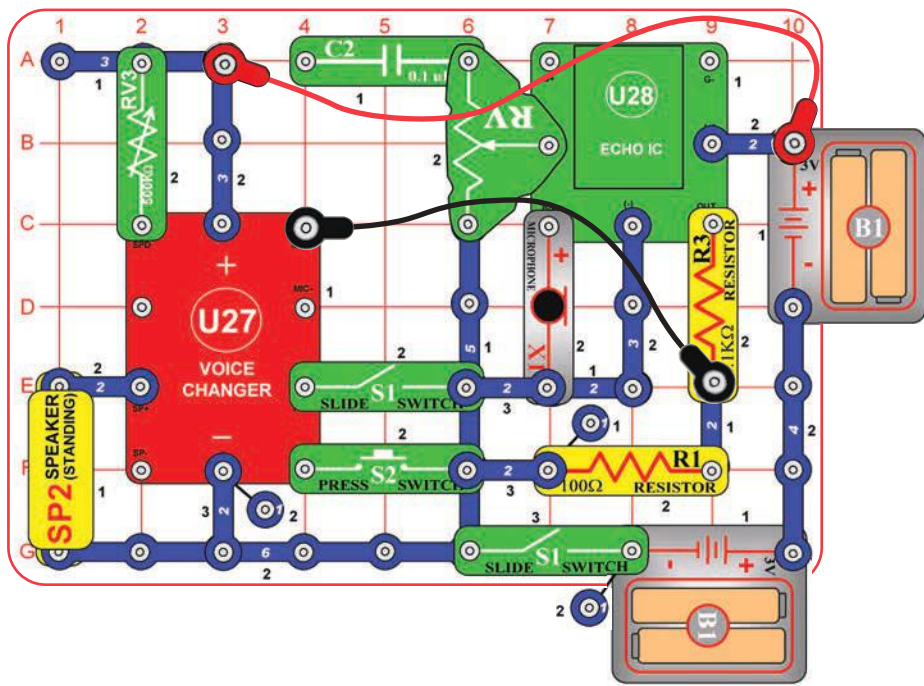 1 2 3 4 5 6 7 8 9 10
A
B
C
D
E
F
G
3
1
RV3
500KΩ
2
3
2
C2
0.1
1
RV
2
U28
ECHO IC
G-
1
2
2
3V
+
-
1
B1
SPD
+
U27
VOICE
CHANGER
–
MIC-
1
SP+
SP-
2
2
SP2
SPEAKER
(STANDING)
1
(-)
OUT
MICROPHONE
+
X1
2
3
2
R3
RESISTOR
1KΩ
5
1
2
S1
SLIDE SWITCH
2
3
1
2
2
S2
PRESS SWITCH
2
3
1
1
100Ω
R1
RESISTOR
2
2
1
4
2
3
2
1
2
6
2
3
S1
SLIDE SWITCH
1
-
+
3V
B1
2
1